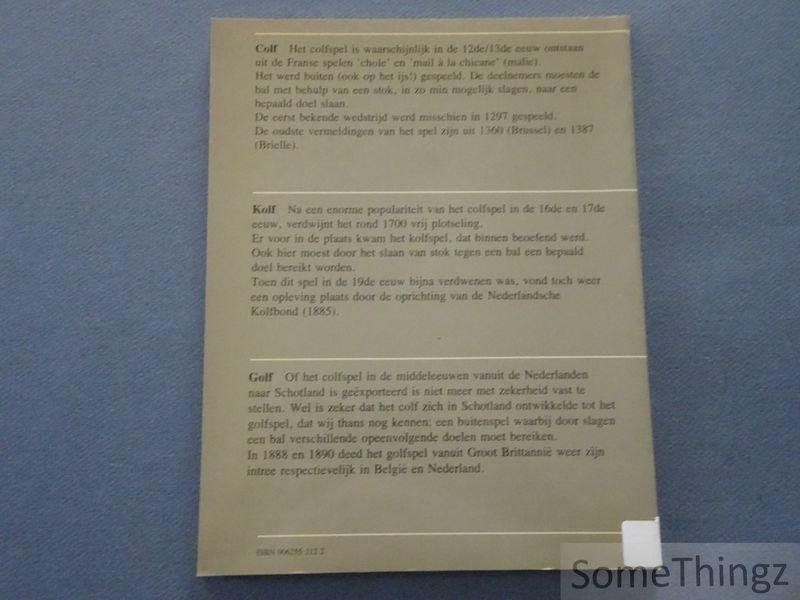 Colf Het colfspel is waarschijnlijk in de 12de/13de eeuw ontstaan
uit de Franse spelen 'chole' en 'mail à la chicane' (malie).
Het werd buiten (ook op het ijs!) gespeeld. De deelnemers moesten de
bal met behulp van een stok, in zo min mogelijk slagen, naar een
bepaald doel slaan.
De eerst bekende wedstrijd werd misschien in 1297 gespeeld.
De oudste vermeldingen van het spel zijn uit 1360 (Brussel) en 1387
(Brielle).
Kolf Na een enorme populariteit van het colfspel in de 16de en 17de
eeuw, verdwijnt het rond 1700 vrij plotseling.
Er voor in de plaats kwam het kolfspel, dat binnen beoefend werd.
Ook hier moest door het slaan van stok tegen een bal een bepaald
doel bereikt worden.
Toen dit spel in de 19de eeuw bijna verdwenen was, vond toch weer
een opleving plaats door de oprichting van de Nederlandsche
Kolfbond (1885).
Golf Of het colfspel in de middeleeuwen vanuit de Nederlanden
naar Schotland is geëxporteerd is niet meer met zekerheid vast te
stellen. Wel is zeker dat het colf zich in Schotland ontwikkelde tot het
golfspel, dat wij thans nog kennen: een buitenspel waarbij door slagen
een bal verschillende opeenvolgende doelen moet bereiken.
In 1888 en 1890 deed het golfspel vanuit Groot Brittannië weer zijn
intree respectievelijk in België en Nederland.
ISBN 906255 112 2
SomeThingz